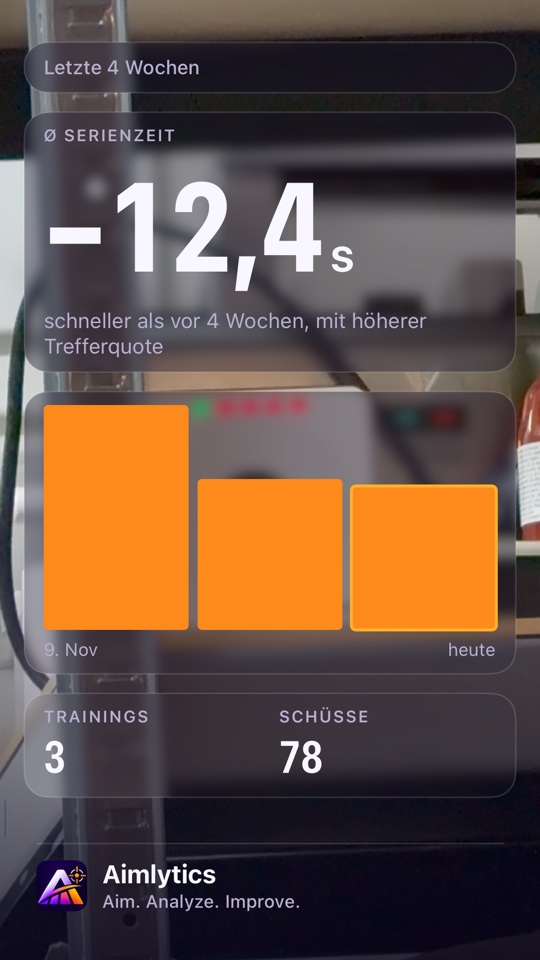 Letzte 4 Wochen
Ø SERIENZEIT
−12,4 s
schneller als vor 4 Wochen, mit höherer
Trefferquote
9. Nov
heute
TRAININGS
SCHÜSSE
3
78
Aimlytics
Aim. Analyze. Improve.